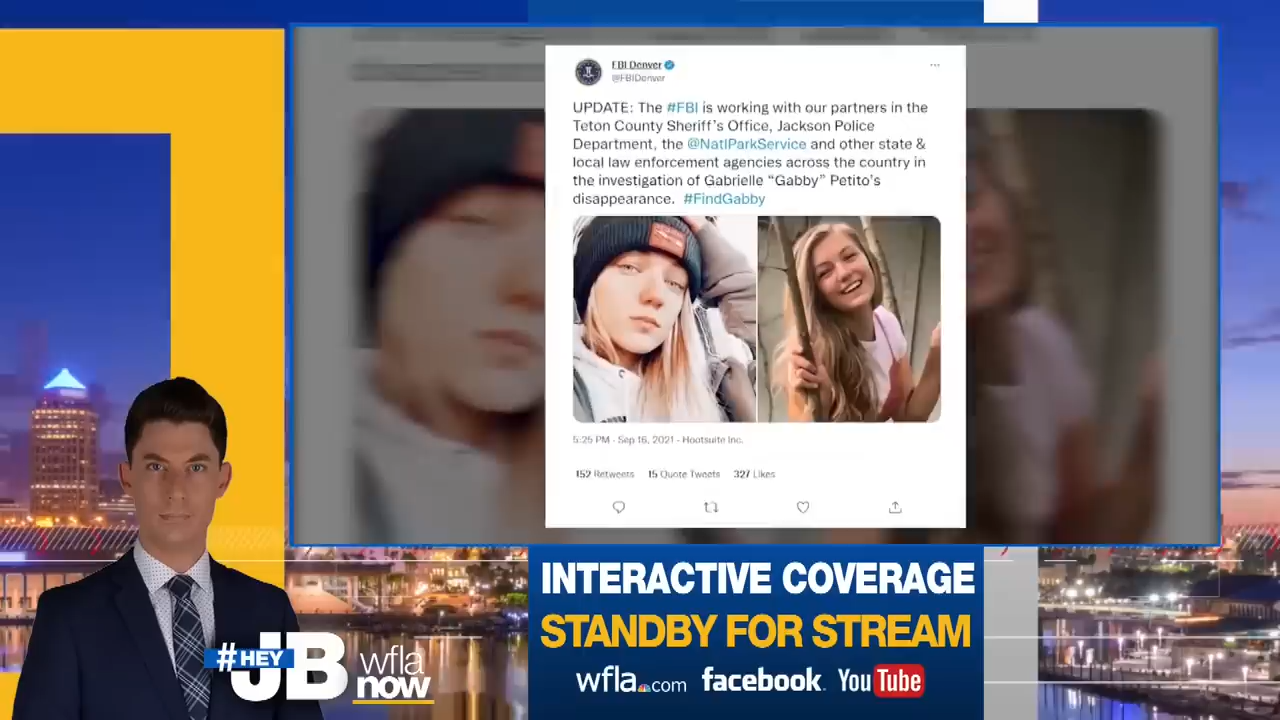 FBI Denver
@FBIDenver
UPDATE: The #FBI is working with our partners in the
Teton County Sheriff's Office, Jackson Police
Department, the @NatlParkService and other state &
local law enforcement agencies across the country in
the investigation of Gabrielle “Gabby” Petito's
disappearance. #FindGabby
5:25 PM · Sep 16, 2021 · Hootsuite Inc.
152 Retweets 15 Quote Tweets 327 Likes
INTERACTIVE COVERAGE
STANDBY FOR STREAM
wfla.com facebook. YouTube
#HEY JB wfla
now